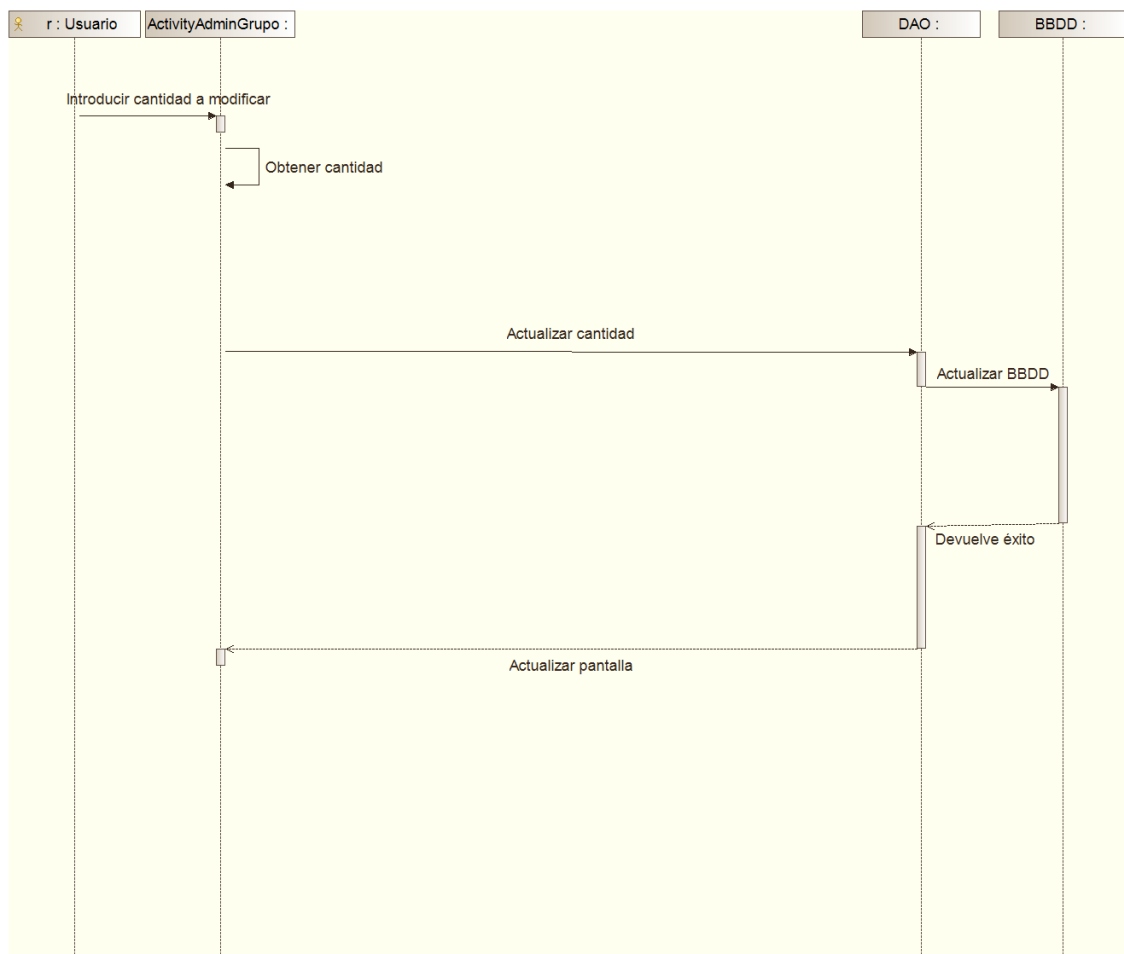 r : Usuario
ActivityAdminGrupo :
DAO :
BBDD :
Introducir cantidad a modificar
Obtener cantidad
Actualizar cantidad
Actualizar BBDD
Devuelve éxito
Actualizar pantalla